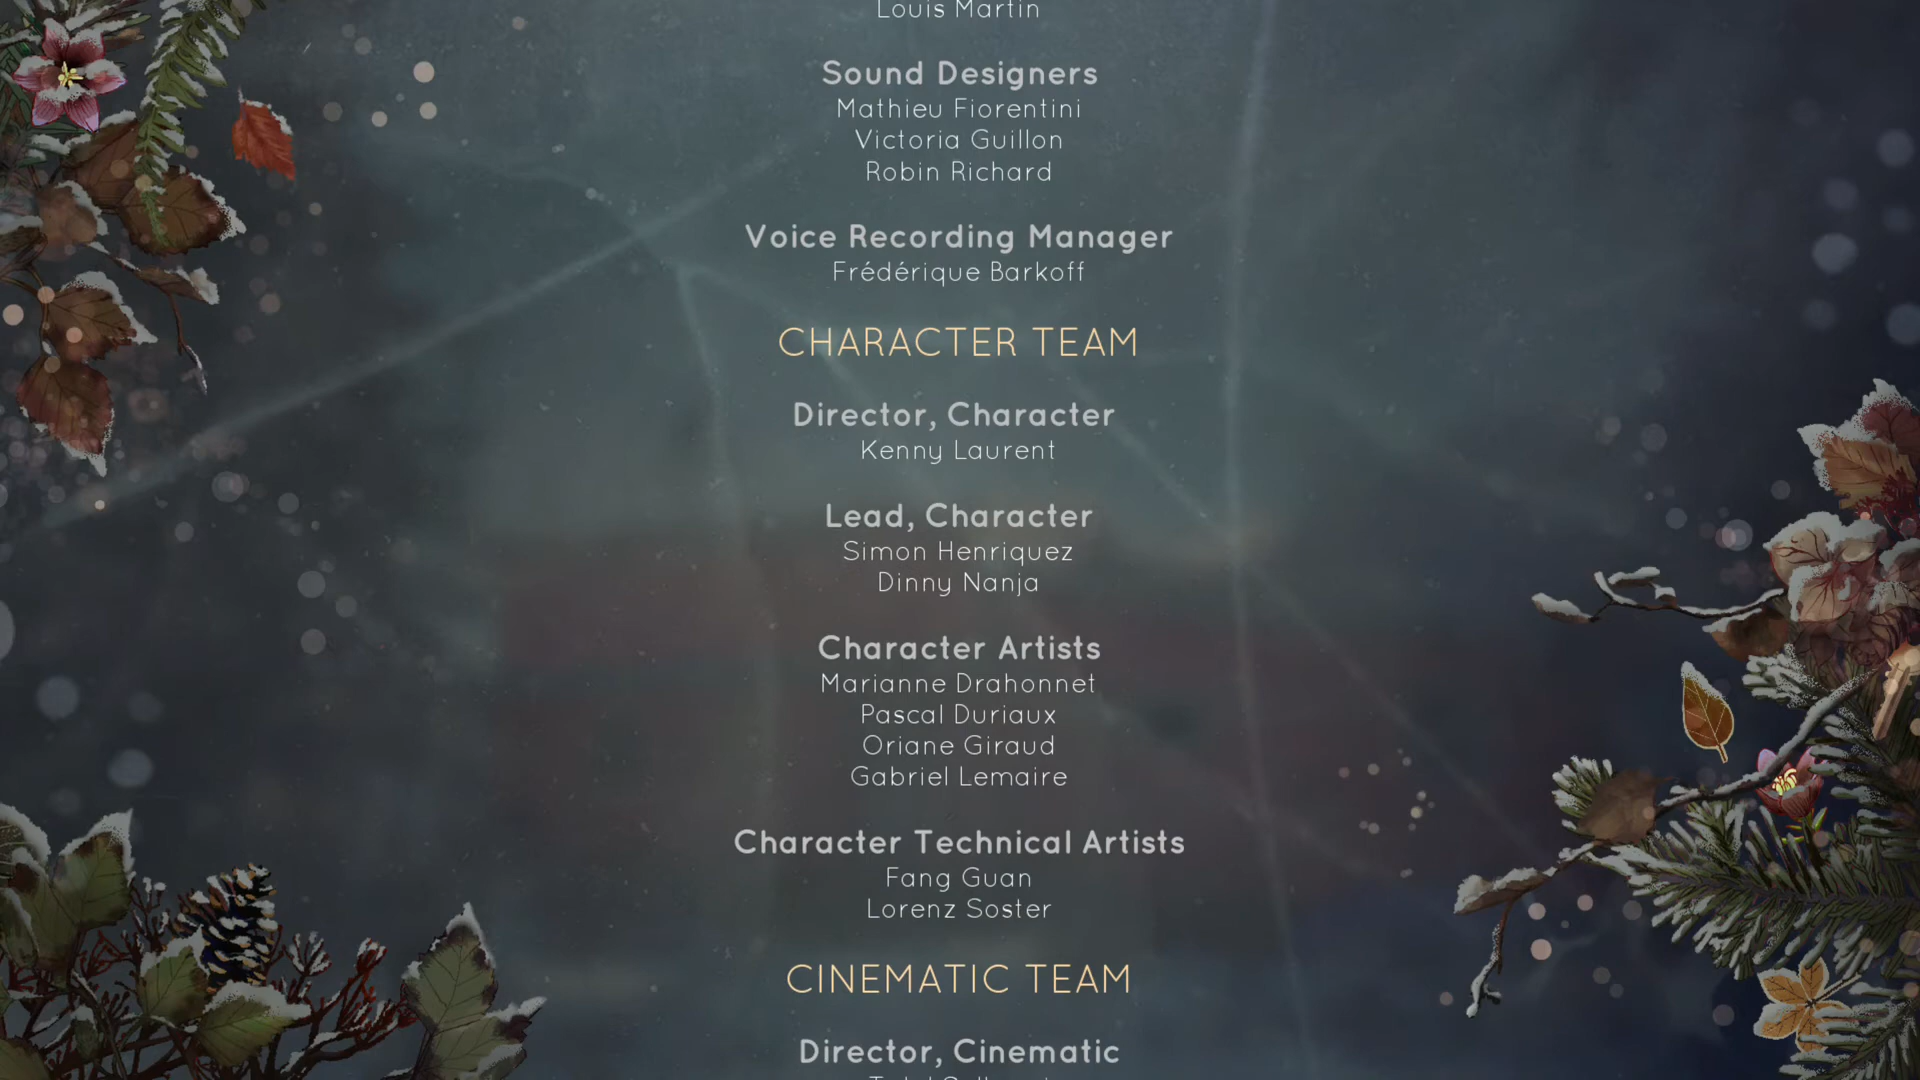 Louis Martin
Sound Designers
Mathieu Fiorentini
Victoria Guillon
Robin Richard
Voice Recording Manager
Frédérique Barkoff
CHARACTER TEAM
Director, Character
Kenny Laurent
Lead, Character
Simon Henriquez
Dinny Nanja
Character Artists
Marianne Drahonnet
Pascal Duriaux
Oriane Giraud
Gabriel Lemaire
Character Technical Artists
Fang Guan
Lorenz Soster
CINEMATIC TEAM
Director, Cinematic